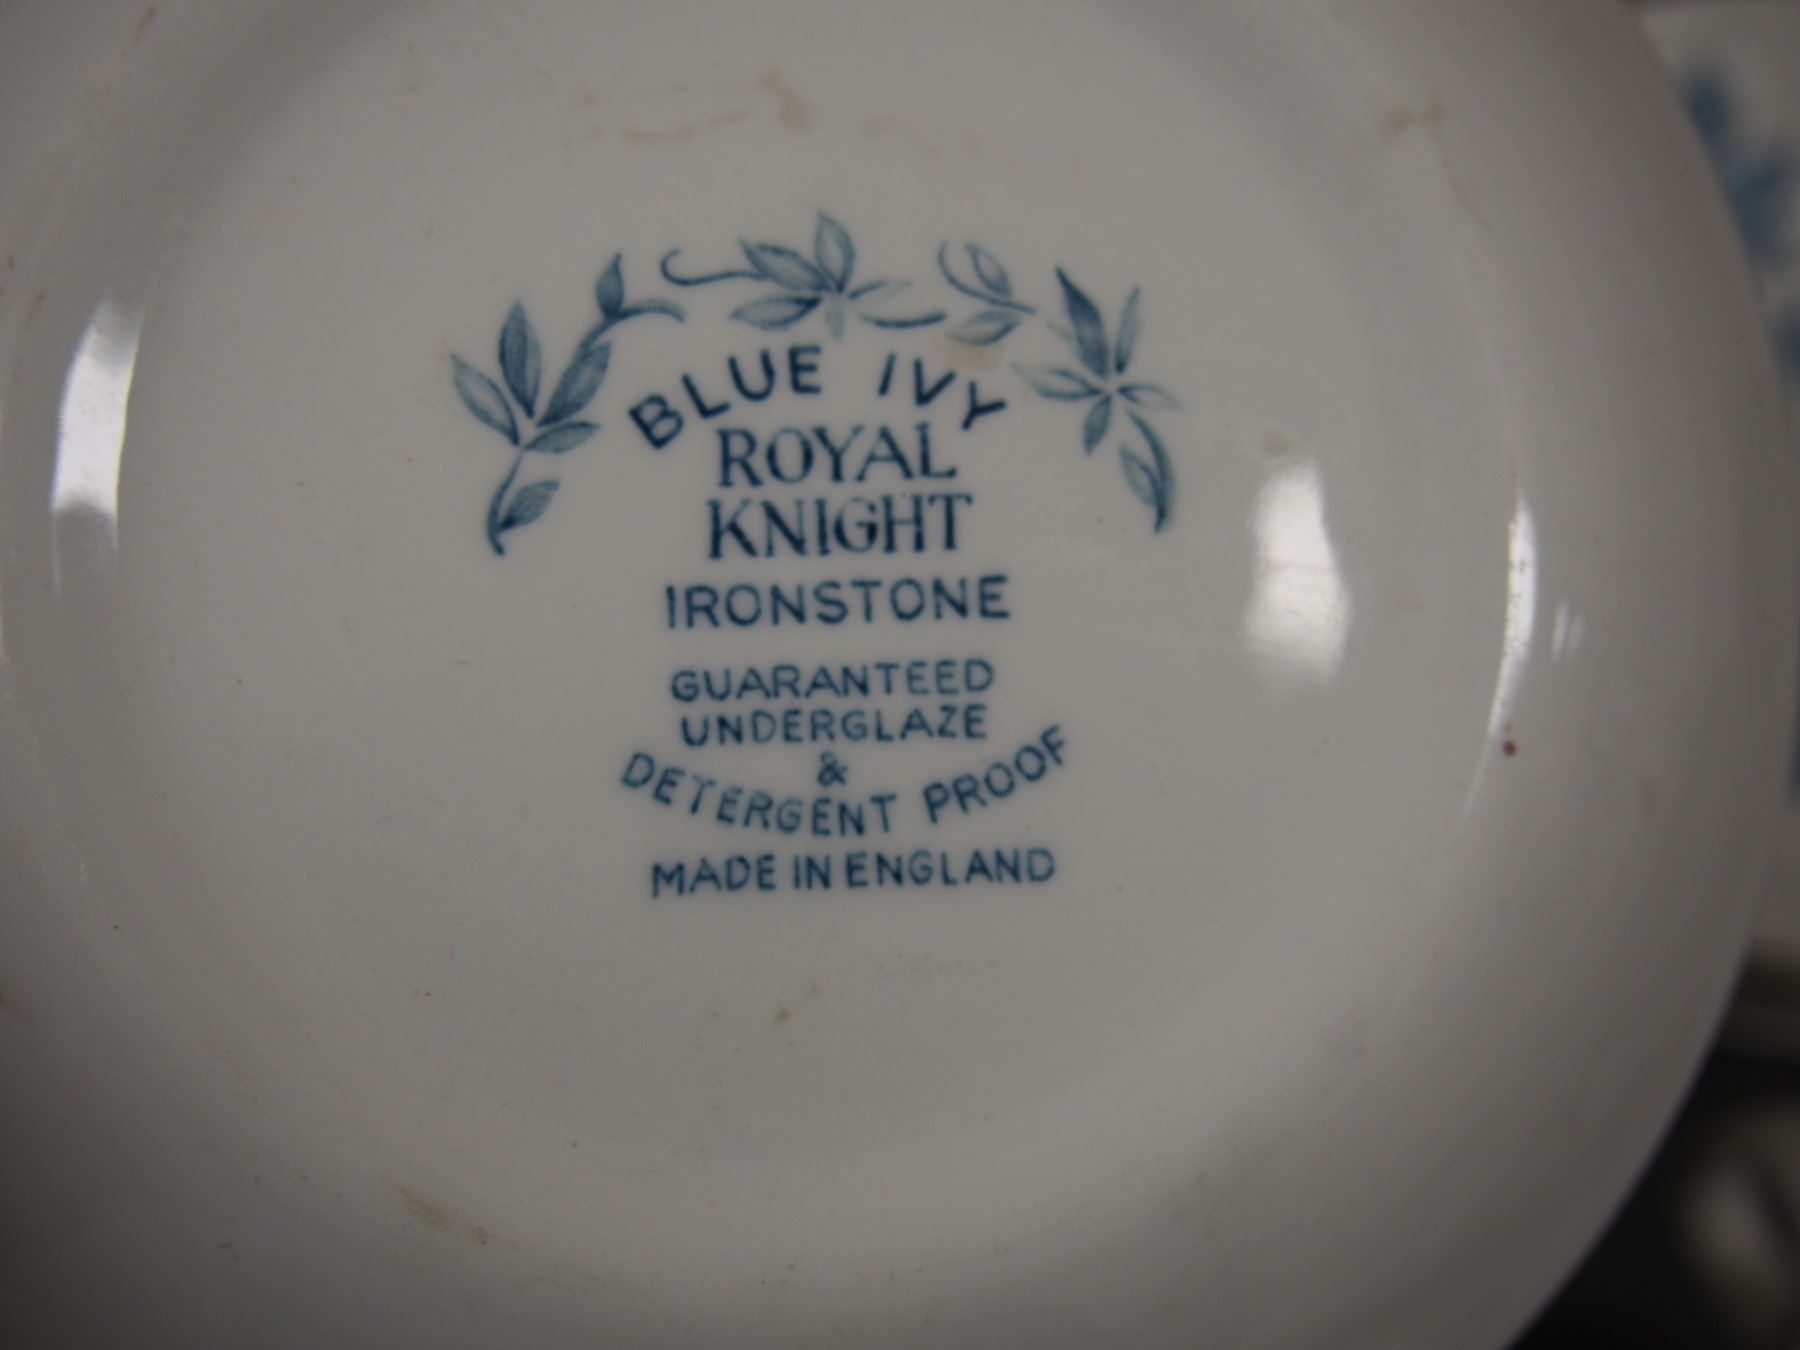 BLUE IVY
ROYAL
KNIGHT
IRONSTONE
GUARANTEED
UNDERGLAZE
&
DETERGENT PROOF
MADE IN ENGLAND